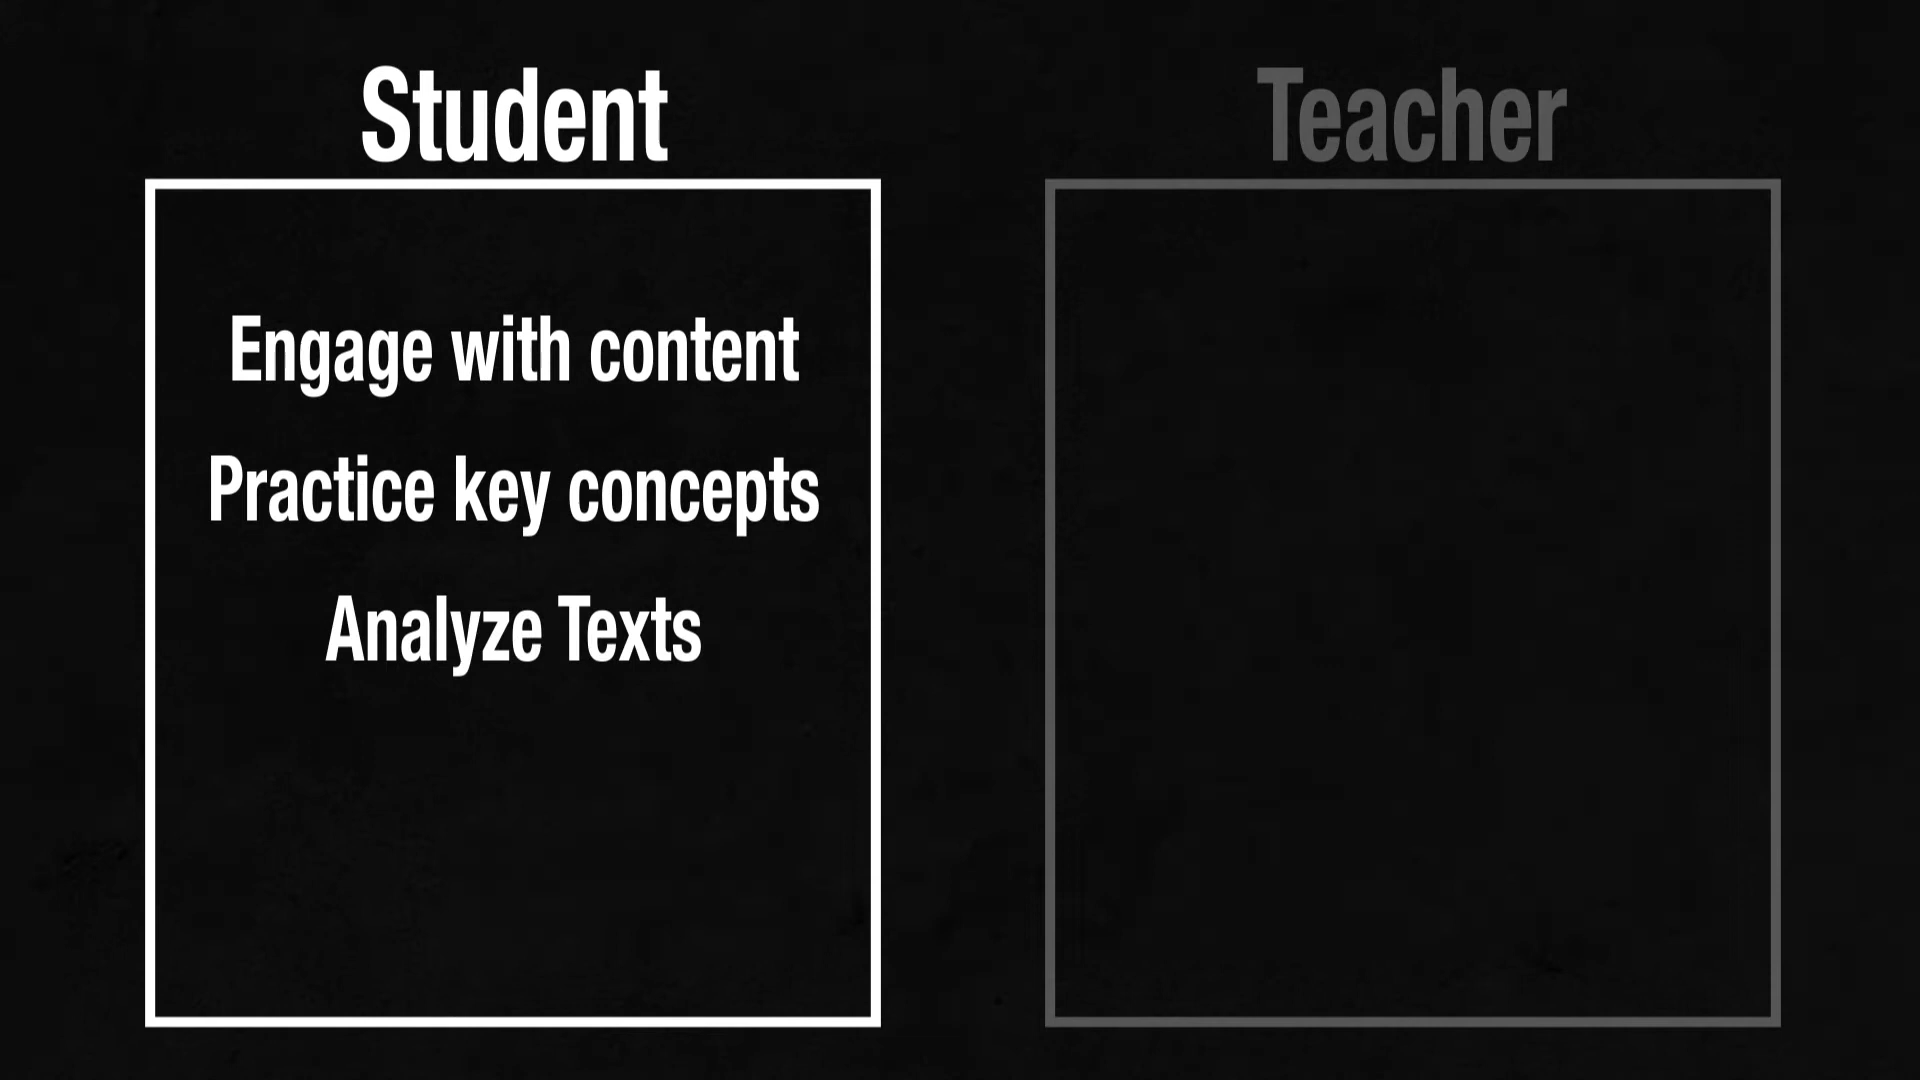 Student
Engage with content
Practice key concepts
Analyze Texts
Teacher